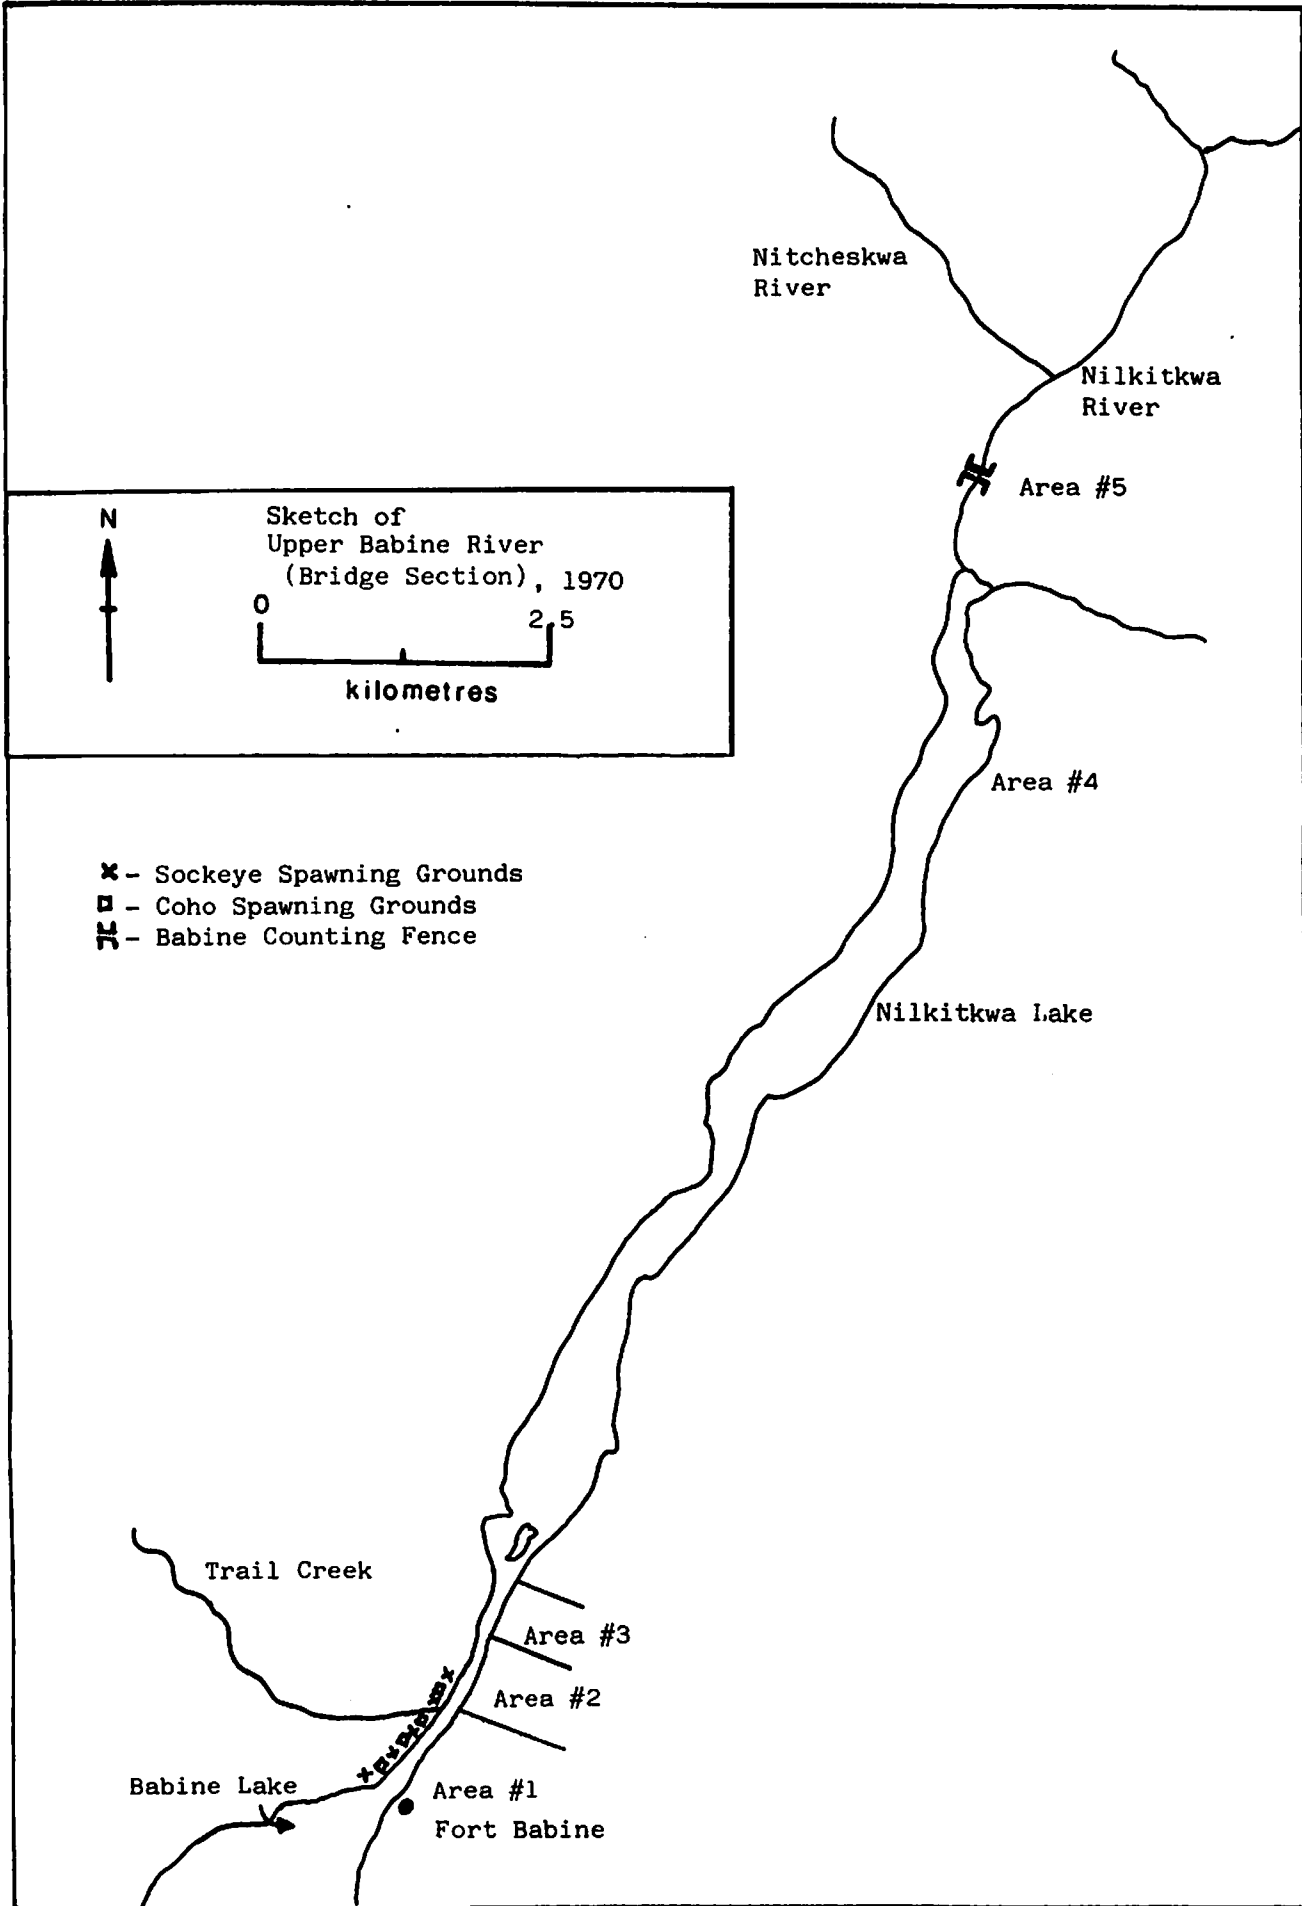 Nitcheskwa
River
Nilkitkwa
River
Area #5
N
Sketch of
Upper Babine River
(Bridge Section), 1970
0
2.5
kilometres
Area #4
- Sockeye Spawning Grounds
- Coho Spawning Grounds
- Babine Counting Fence
Nilkitkwa Lake
Trail Creek
Area #3
Area #2
Babine Lake
Area #1
Fort Babine